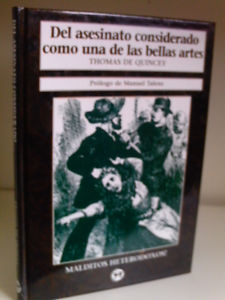 Del asesinato considerado
como una de las bellas artes
THOMAS DE QUINCEY
Prólogo de Manuel Talens
MALDITOS HETERODOXOS!